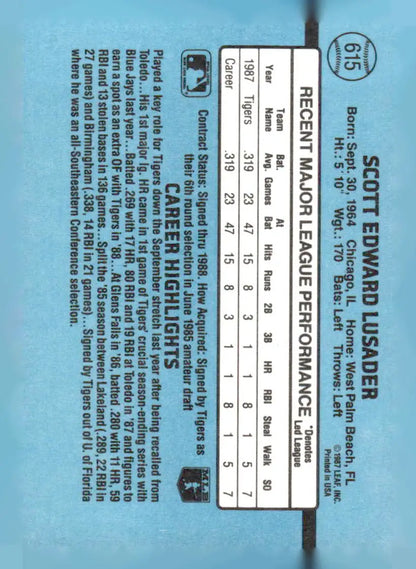 615
SCOTT EDWARD LUSADER
Born: Sept. 30, 1964 Chicago, IL Home: West Palm Beach, FL
Ht.: 5'10" Wgt.: 170 Bats: Left Throws: Left
©1987 LEAF, INC.
Printed in USA
RECENT MAJOR LEAGUE PERFORMANCE
*Denotes
Led League
Year Team Name Bat. Avg. Games At Bat Hits Runs 2B 3B HR RBI Steal Walk SO
1987 Tigers .319 23 47 15 8 3 1 1 8 1 5 7
Career .319 23 47 15 8 3 1 1 8 1 5 7
Contract Status: Signed thru 1988. How Acquired: Signed by Tigers as
their 6th round selection in June 1985 amateur draft
CAREER HIGHLIGHTS
Played a key role for Tigers down the September stretch last year after being recalled from
Toledo... His 1st major lg. HR came in 1st game of Tigers' crucial season-ending series with
Blue Jays last year... Batted .269 with 17 HR, 80 RBI and 19 RBI at Toledo in '87 and figures to
earn a spot as an extra OF with Tigers in '88... At Glens Falls in '86, batted .280 with 11 HR, 59
RBI and 13 stolen bases in 136 games... Split the '85 season between Lakeland (.289, 22 RBI in
27 games) and Birmingham (.338, 14 RBI in 21 games)... Signed by Tigers out of U. of Florida
where he was an all-Southeastern Conference selection.